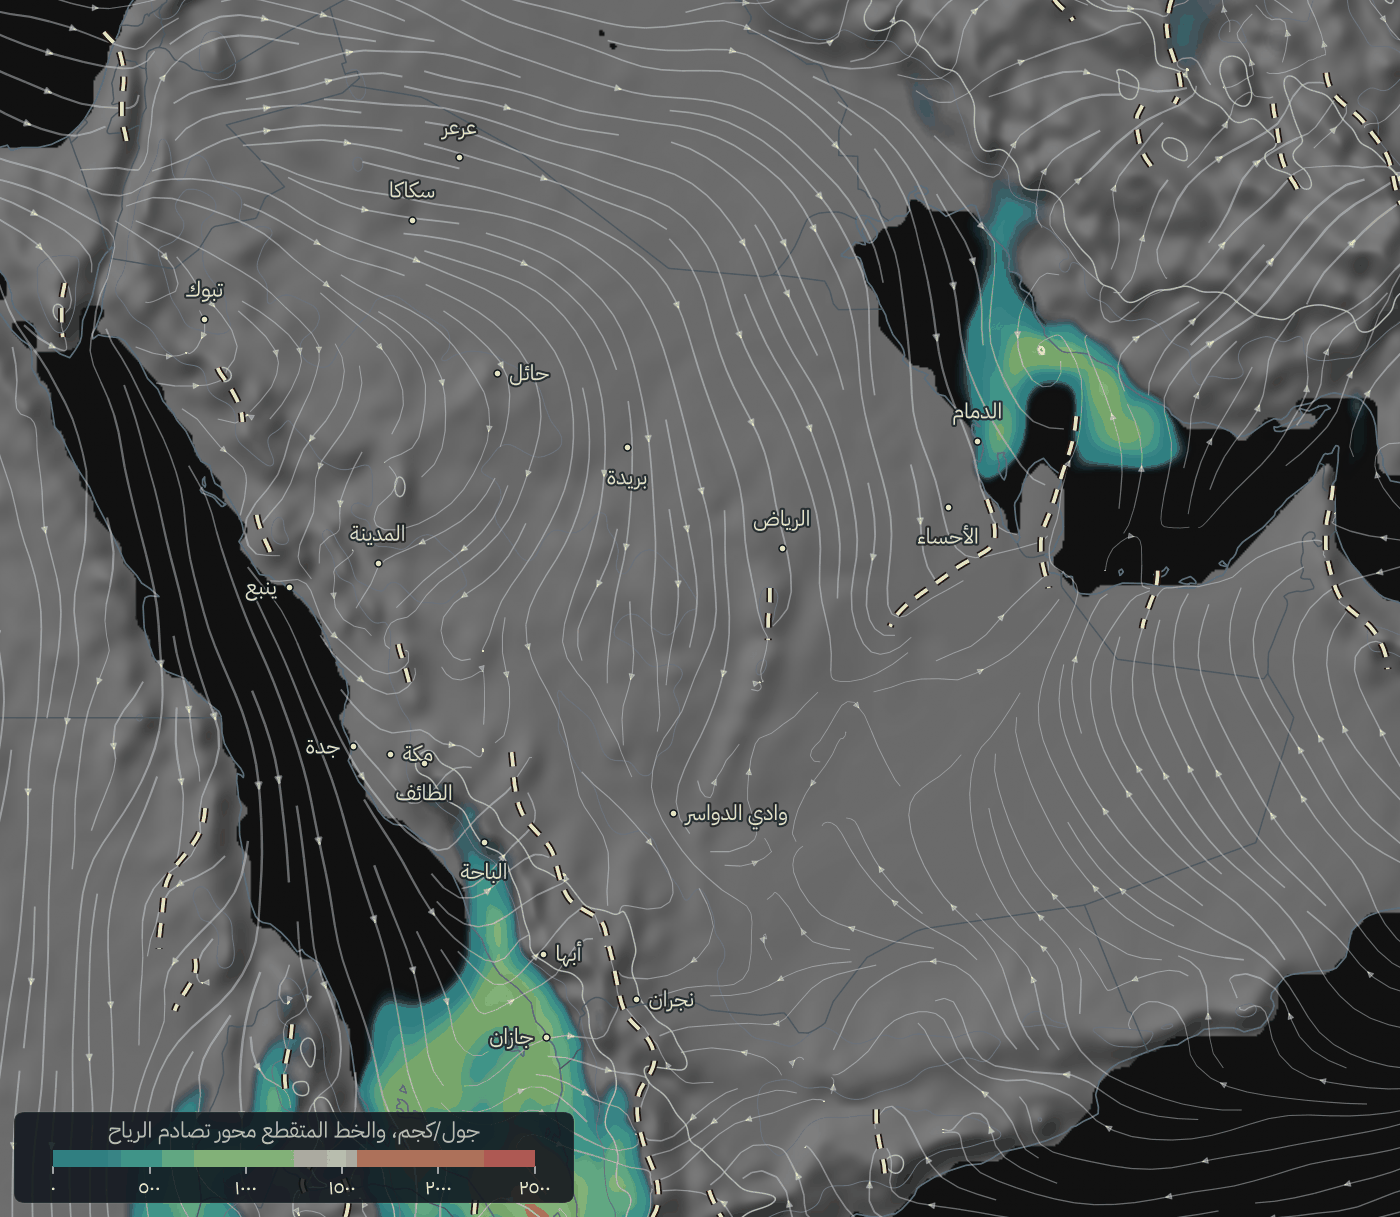 عرعر
سكاكا
تبوك
حائل
الدمام
بريدة
الرياض
الأحساء
المدينة
ينبع
جدة
مكة
الطائف
وادي الدواسر
الباحة
أبها
نجران
جازان
جول/كجم، والخط المتقطع محور تصادم الرياح
٠ ٥٠٠ ١٠٠٠ ١٥٠٠ ٢٠٠٠ ٢٥٠٠